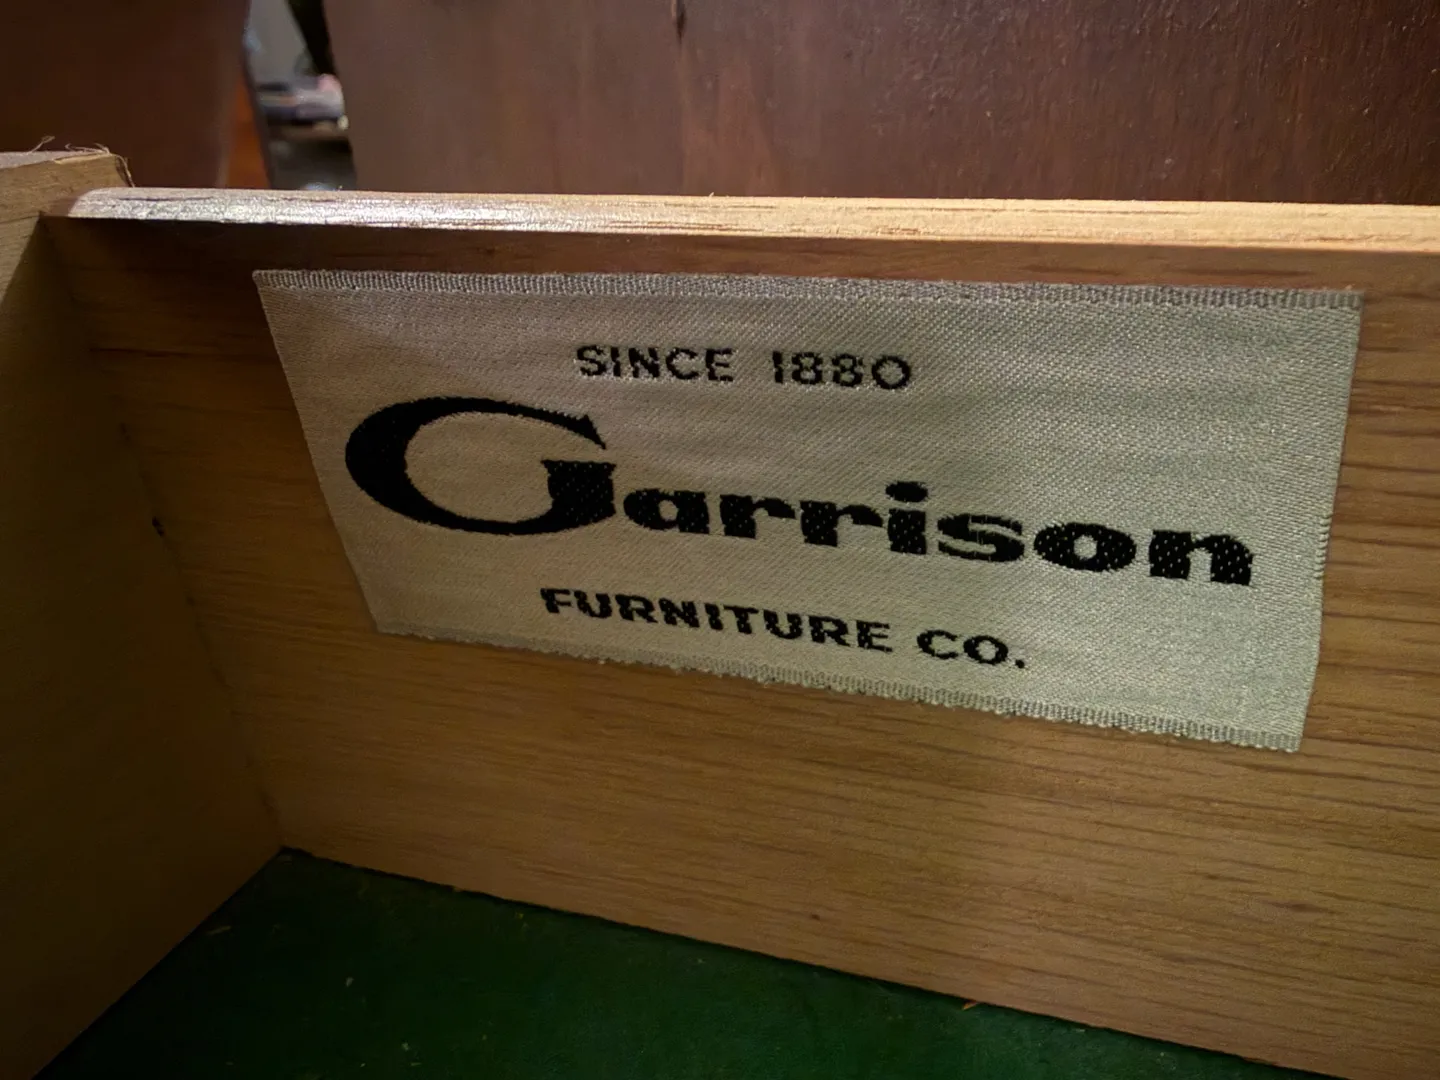 SINCE 1880
Garrison
FURNITURE CO.